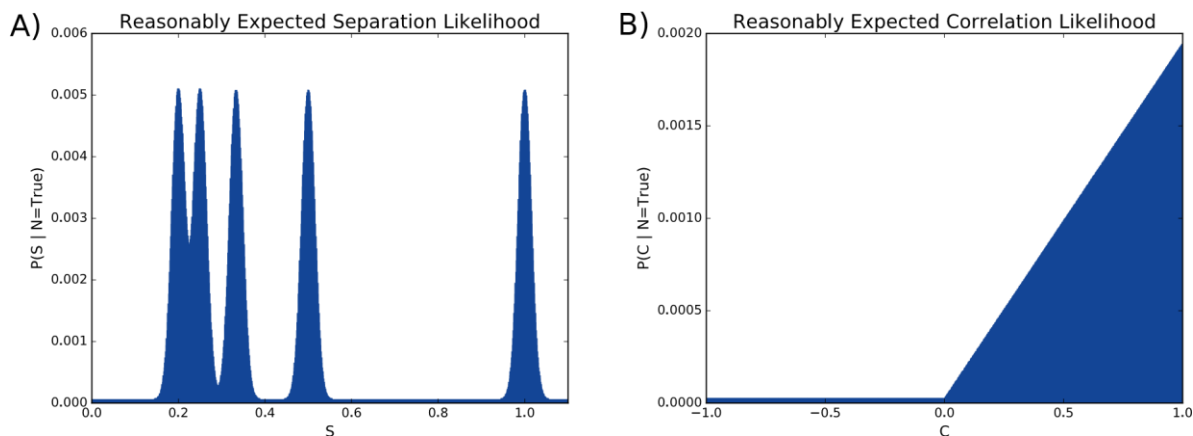 A)
Reasonably Expected Separation Likelihood
0.006
0.005
0.004
0.003
0.002
0.001
0.000
P(S | N=True)
0.0 0.2 0.4 0.6 0.8 1.0
S
B)
Reasonably Expected Correlation Likelihood
0.0020
0.0015
0.0010
0.0005
0.0000
P(C | N=True)
−1.0 −0.5 0.0 0.5 1.0
C